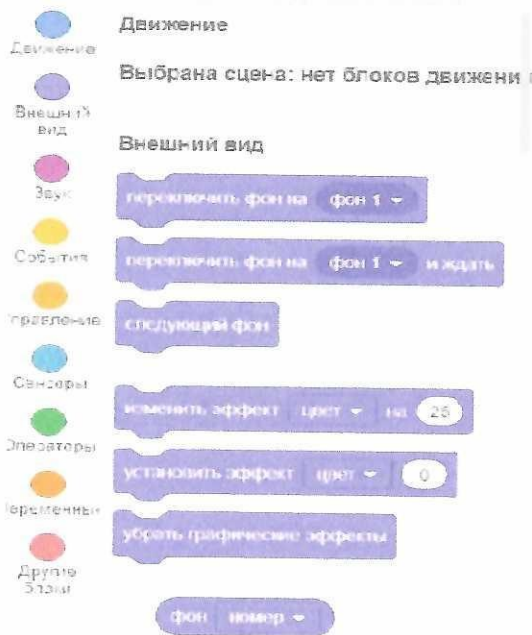 Движение
Внешний
вид
Звук
События
Управление
Сенсоры
Операторы
Переменные
Другие
блоки
Движение
Выбрана сцена: нет блоков движени
Внешний вид
переключить фон на фон 1
переключить фон на фон 1 и ждать
следующий фон
изменить эффект цвет на 25
установить эффект цвет 0
убрать графические эффекты
фон номер